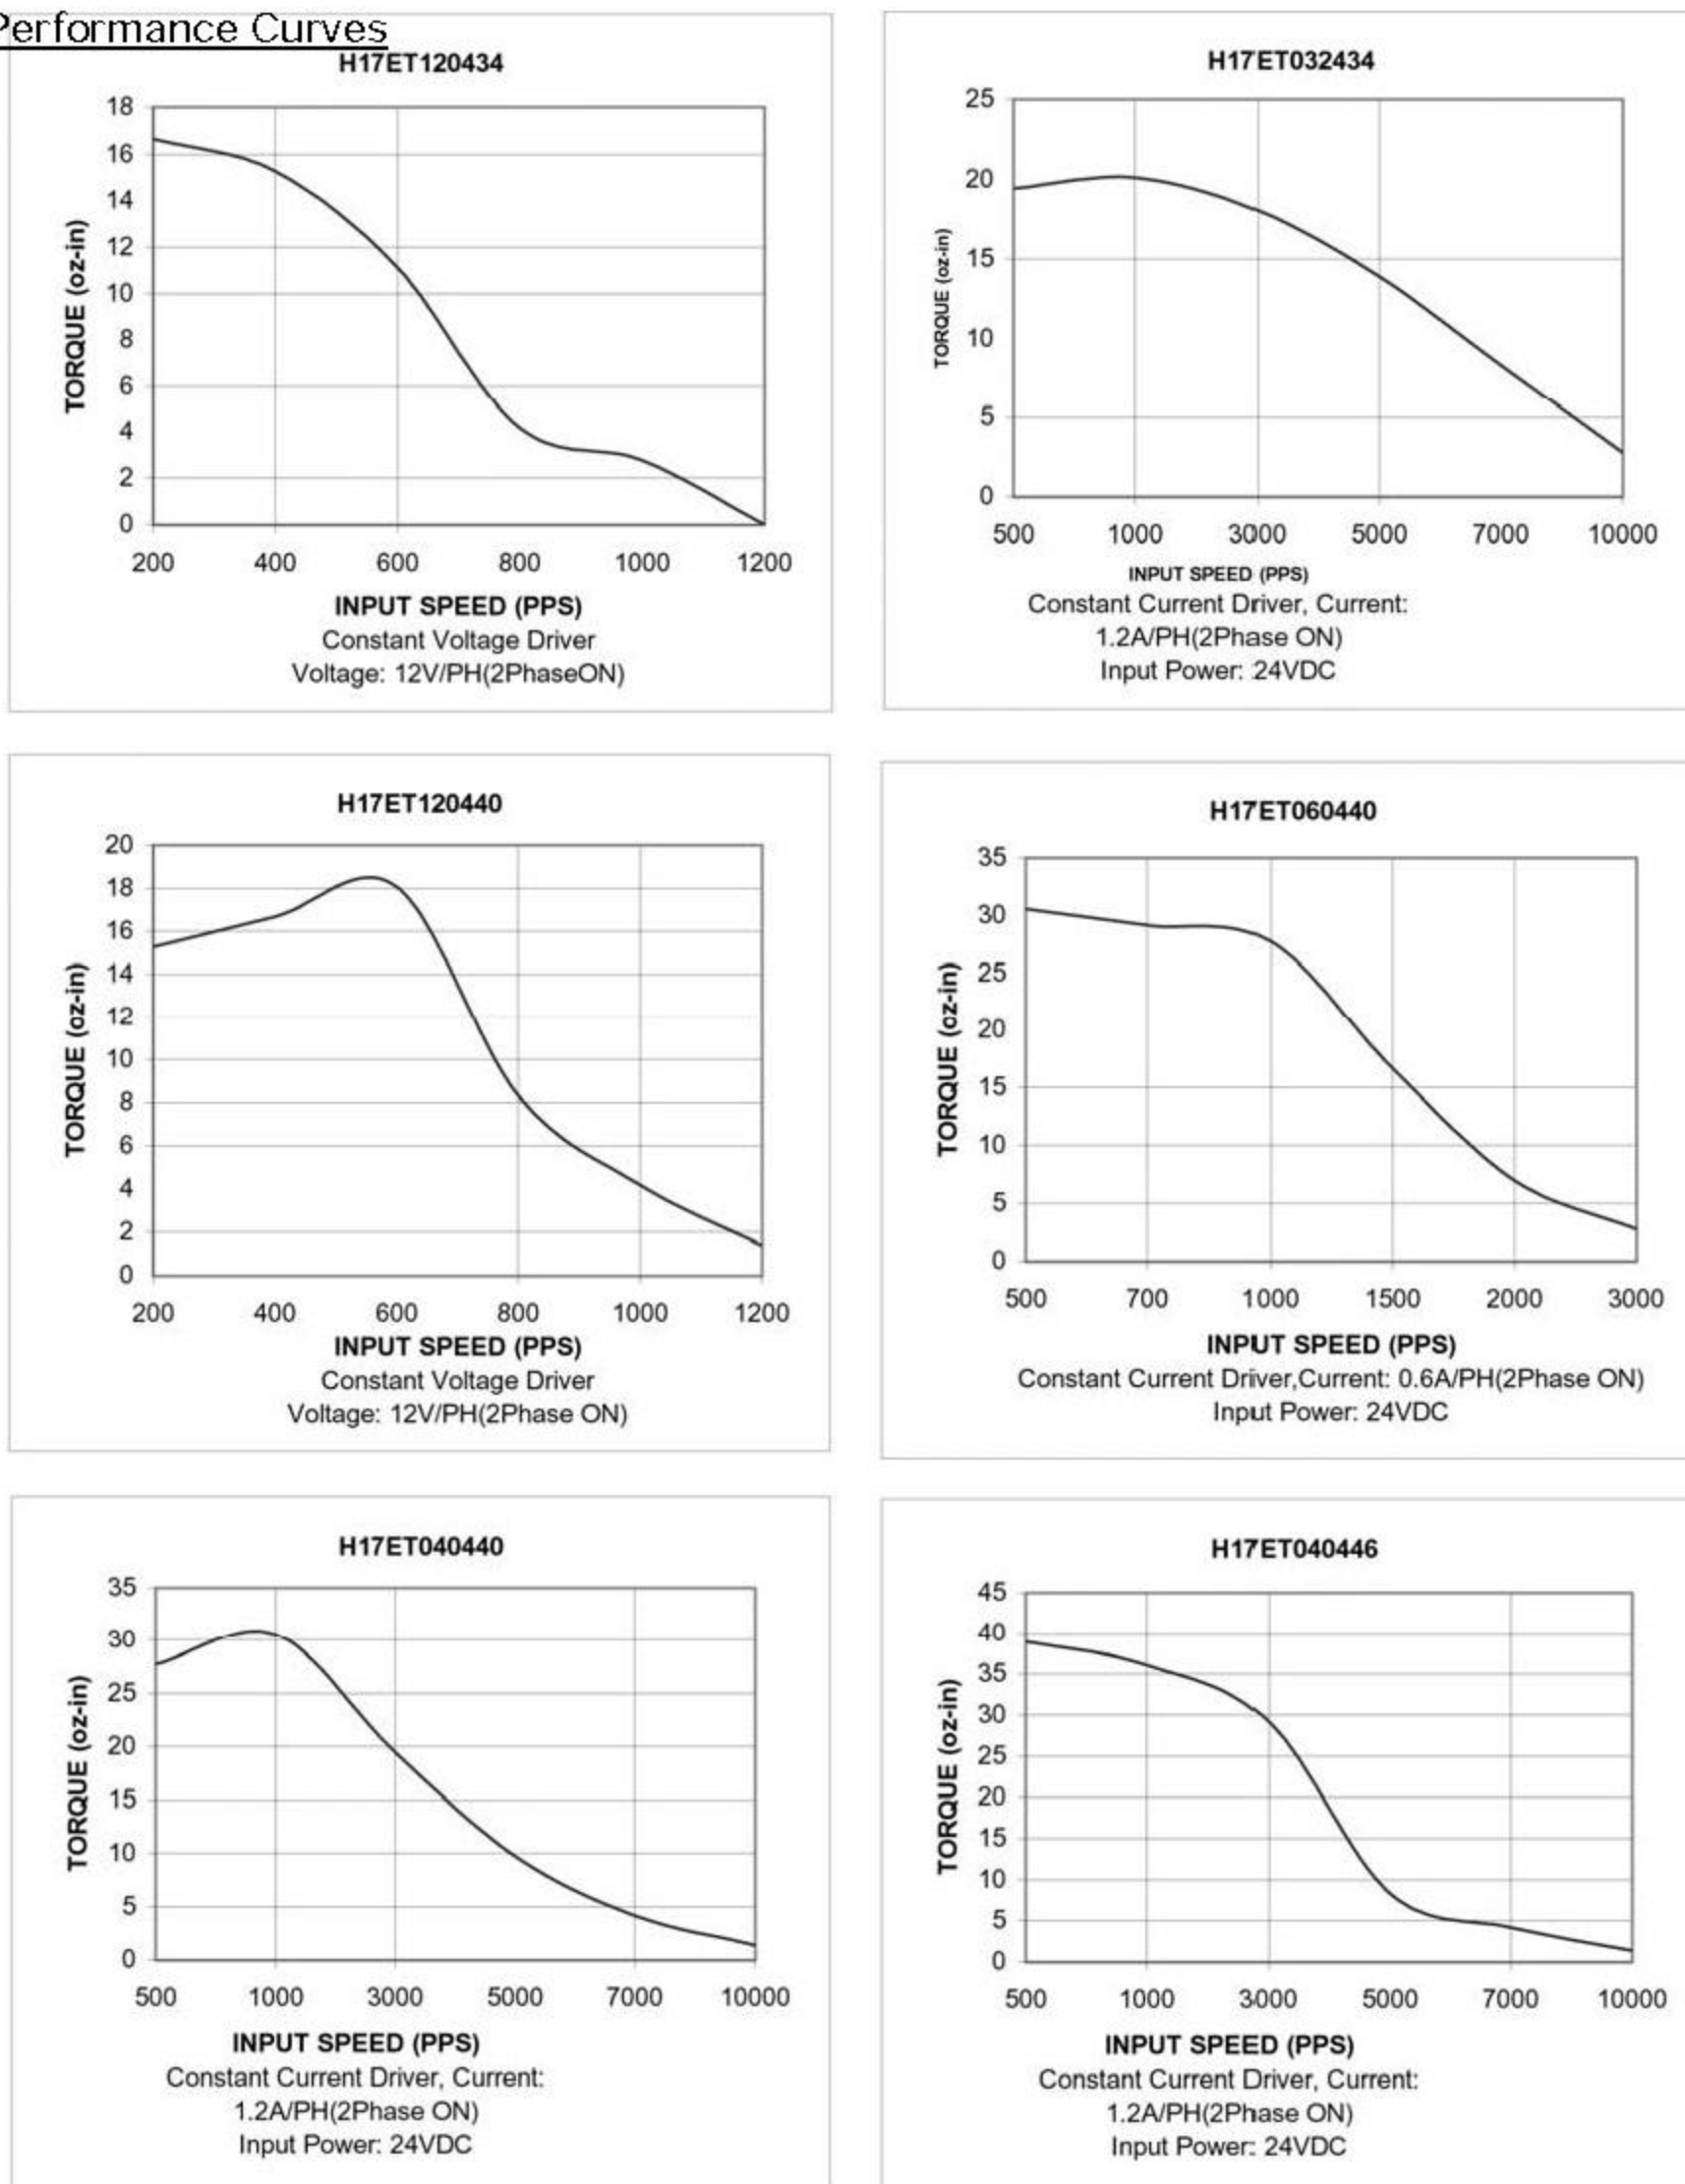 Performance Curves
H17ET120434
TORQUE (oz-in)
18
16
14
12
10
8
6
4
2
0
200 400 600 800 1000 1200
INPUT SPEED (PPS)
Constant Voltage Driver
Voltage: 12V/PH(2PhaseON)
H17ET032434
TORQUE (oz-in)
25
20
15
10
5
0
500 1000 3000 5000 7000 10000
INPUT SPEED (PPS)
Constant Current Driver, Current:
1.2A/PH(2Phase ON)
Input Power: 24VDC
H17ET120440
TORQUE (oz-in)
20
18
16
14
12
10
8
6
4
2
0
200 400 600 800 1000 1200
INPUT SPEED (PPS)
Constant Voltage Driver
Voltage: 12V/PH(2Phase ON)
H17ET060440
TORQUE (oz-in)
35
30
25
20
15
10
5
0
500 700 1000 1500 2000 3000
INPUT SPEED (PPS)
Constant Current Driver,Current: 0.6A/PH(2Phase ON)
Input Power: 24VDC
H17ET040440
TORQUE (oz-in)
35
30
25
20
15
10
5
0
500 1000 3000 5000 7000 10000
INPUT SPEED (PPS)
Constant Current Driver, Current:
1.2A/PH(2Phase ON)
Input Power: 24VDC
H17ET040446
TORQUE (oz-in)
45
40
35
30
25
20
15
10
5
0
500 1000 3000 5000 7000 10000
INPUT SPEED (PPS)
Constant Current Driver, Current:
1.2A/PH(2Phase ON)
Input Power: 24VDC